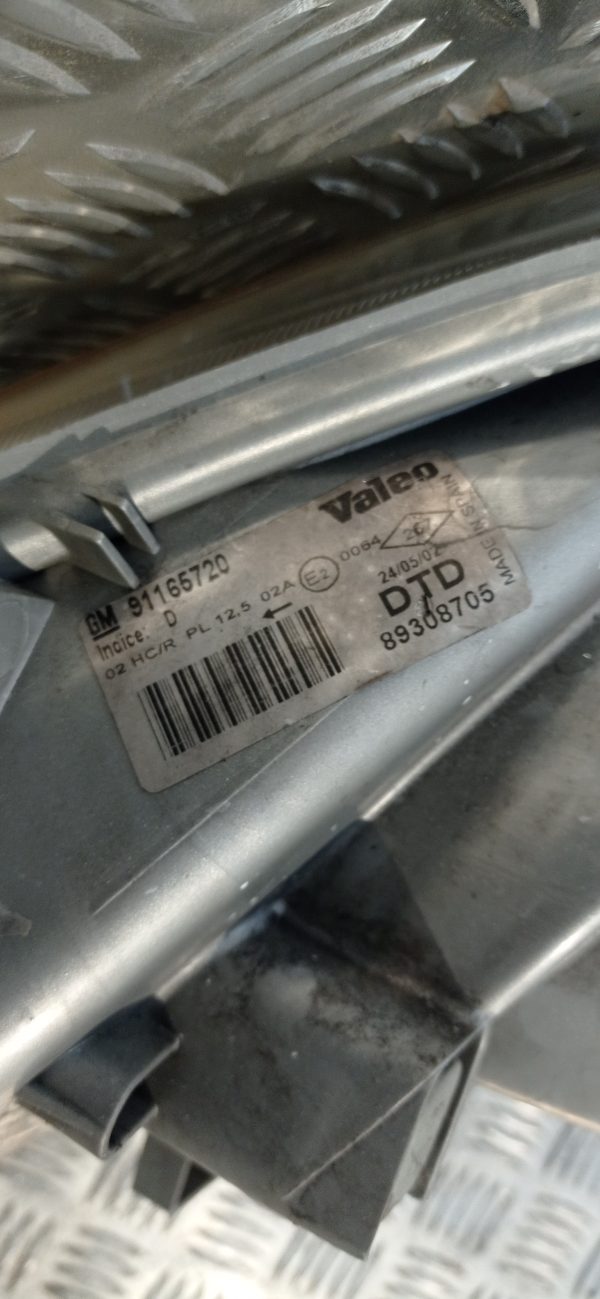 Valeo
GM 91165720
Indice: D
02 HC/R PL 12,5 02A E2 0064 267
24/05/02
DTD
89308705
MADE IN SPAIN